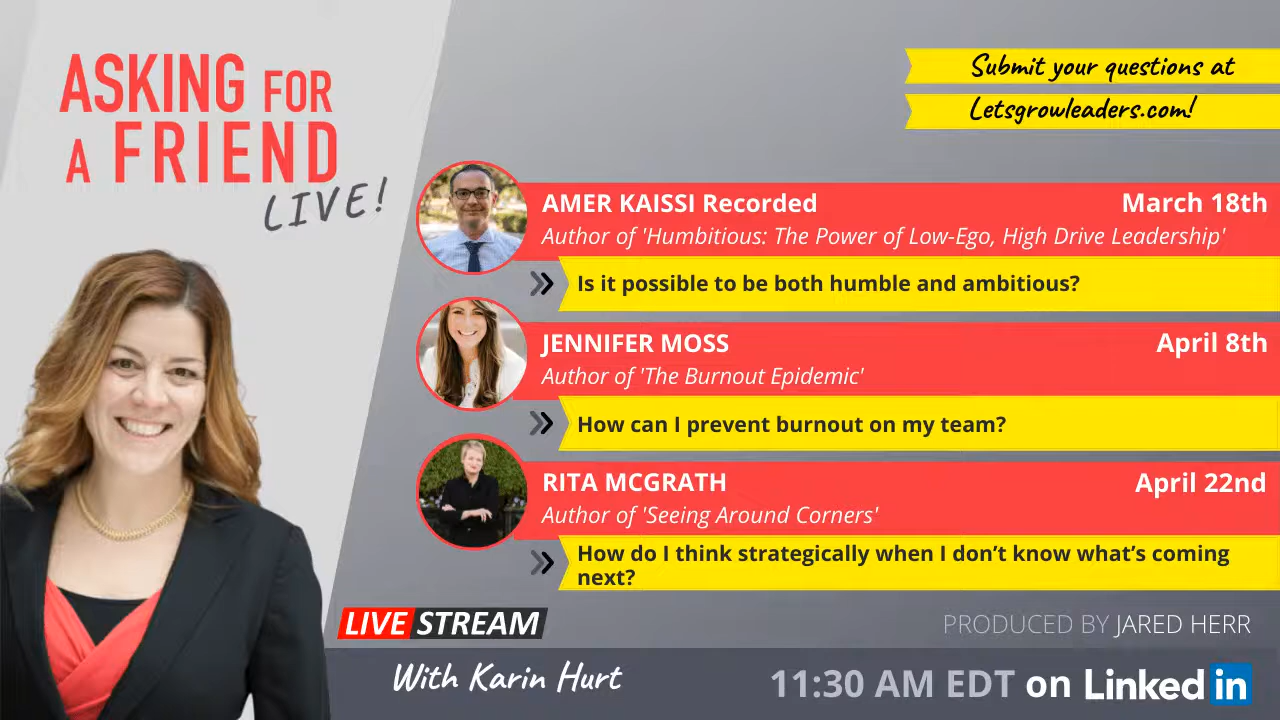 ASKING FOR
A FRIEND
LIVE!
Submit your questions at
Letsgrowleaders.com!
AMER KAISSI Recorded March 18th
Author of 'Humbitious: The Power of Low-Ego, High Drive Leadership'
Is it possible to be both humble and ambitious?
JENNIFER MOSS April 8th
Author of 'The Burnout Epidemic'
How can I prevent burnout on my team?
RITA MCGRATH April 22nd
Author of 'Seeing Around Corners'
How do I think strategically when I don’t know what’s coming
next?
LIVE STREAM
PRODUCED BY JARED HERR
With Karin Hurt
11:30 AM EDT on Linked in